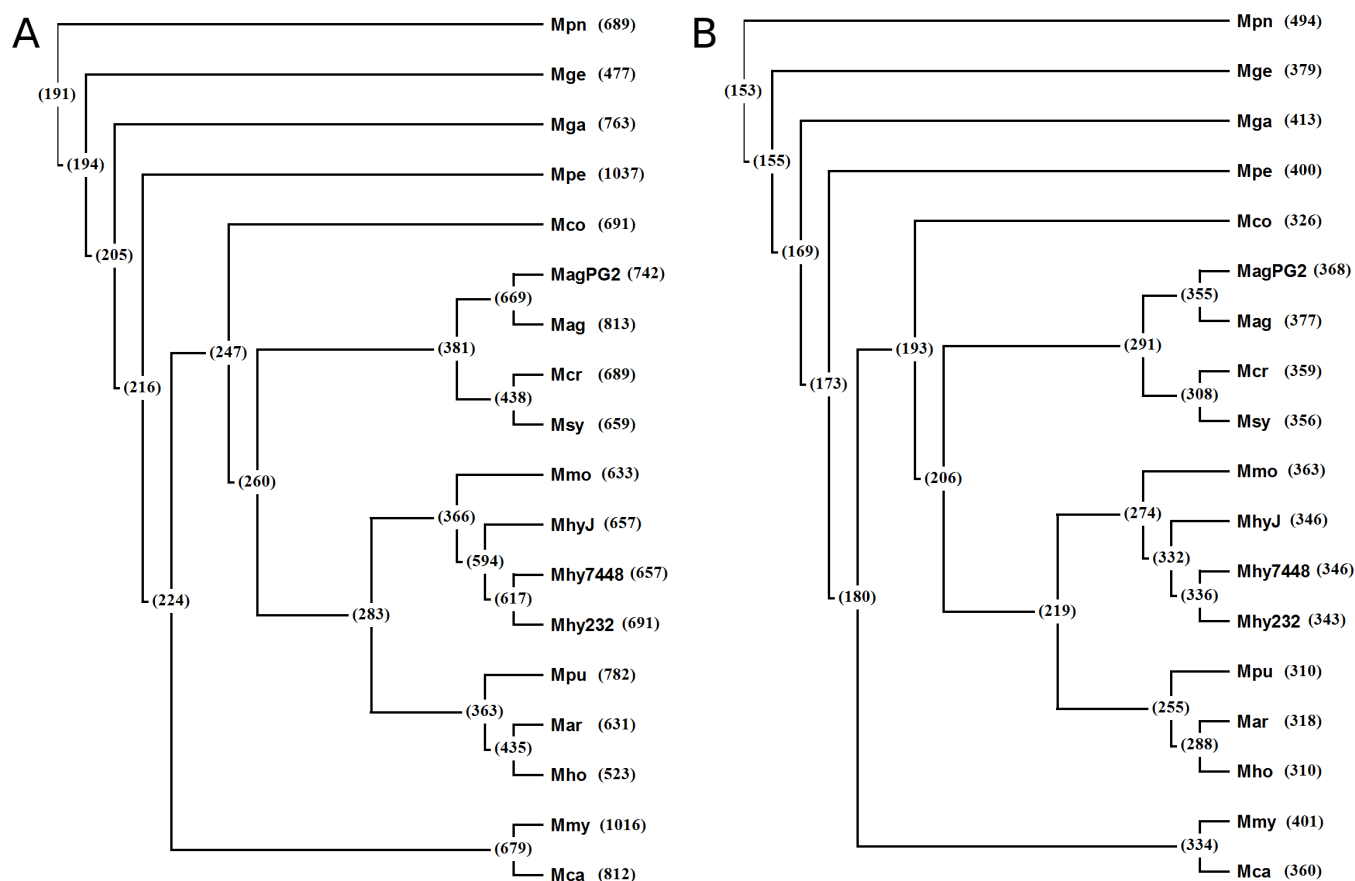 A
B
Mpn (689)
Mge (477)
(191)
Mga (763)
(194)
Mpe (1037)
Mco (691)
(205)
MagPG2 (742)
(669)
Mag (813)
(247)
(381)
Mcr (689)
(216)
(438)
Msy (659)
Mmo (633)
(260)
(366)
MhyJ (657)
(594)
Mhy7448 (657)
(224)
(617)
(283)
Mhy232 (691)
Mpu (782)
(363)
Mar (631)
(435)
Mho (523)
Mmy (1016)
(679)
Mca (812)
Mpn (494)
Mge (379)
(153)
Mga (413)
(155)
Mpe (400)
Mco (326)
(169)
MagPG2 (368)
(355)
Mag (377)
(193)
(291)
Mcr (359)
(173)
(308)
Msy (356)
Mmo (363)
(206)
(274)
MhyJ (346)
(332)
Mhy7448 (346)
(180)
(336)
(219)
Mhy232 (343)
Mpu (310)
(255)
Mar (318)
(288)
Mho (310)
Mmy (401)
(334)
Mca (360)